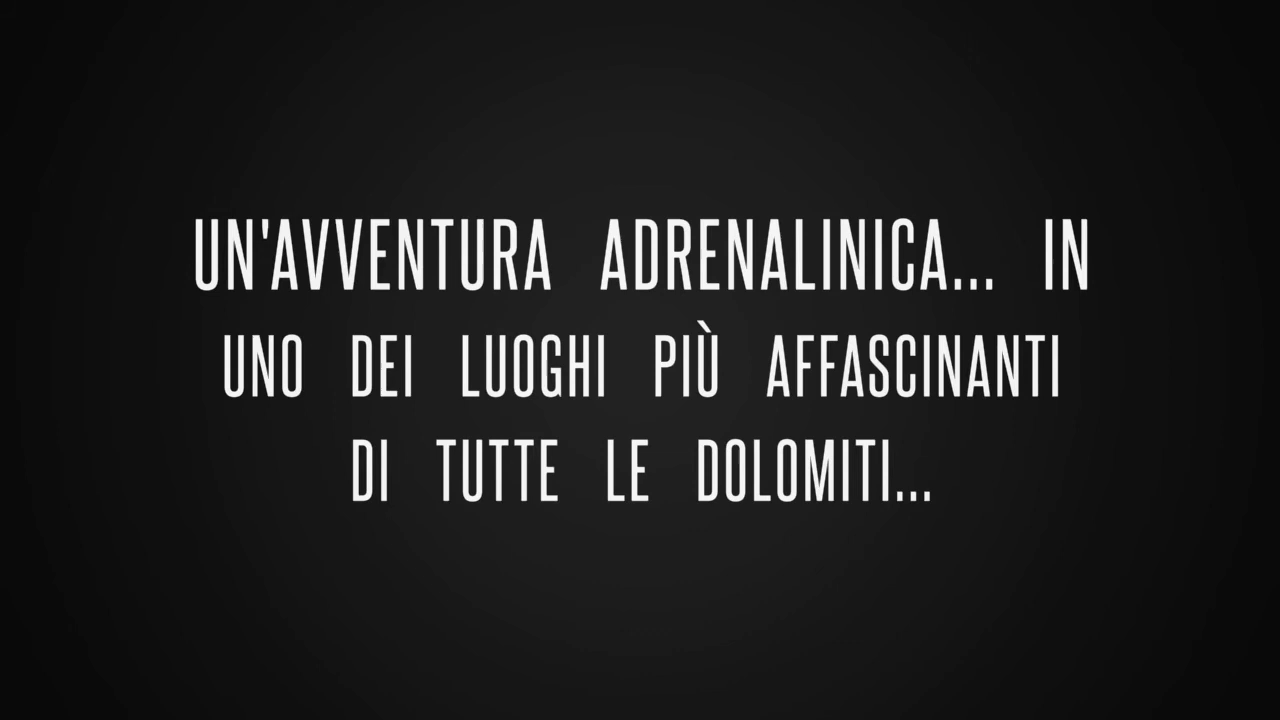 UN'AVVENTURA ADRENALINICA... IN
UNO DEI LUOGHI PIÙ AFFASCINANTI
DI TUTTE LE DOLOMITI...